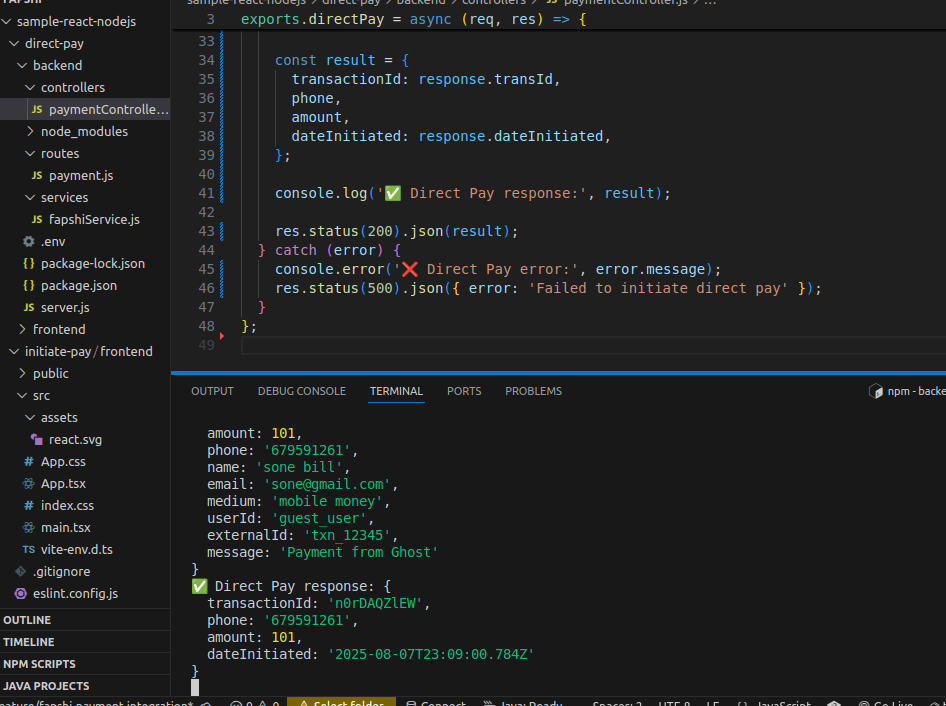 sample-react-nodejs
direct-pay
backend
controllers
JS paymentControlle...
node_modules
routes
JS payment.js
services
JS fapshiService.js
.env
{} package-lock.json
{} package.json
JS server.js
frontend
initiate-pay/frontend
public
src
assets
react.svg
# App.css
App.tsx
# index.css
main.tsx
TS vite-env.d.ts
.gitignore
eslint.config.js
OUTLINE
TIMELINE
NPM SCRIPTS
JAVA PROJECTS
sample-react-nodejs > direct-pay > backend > controllers > JS paymentController.js > ...
3 exports.directPay = async (req, res) => {
33
34 const result = {
35 transactionId: response.transId,
36 phone,
37 amount,
38 dateInitiated: response.dateInitiated,
39 };
40
41 console.log('✅ Direct Pay response:', result);
42
43 res.status(200).json(result);
44 } catch (error) {
45 console.error('❌ Direct Pay error:', error.message);
46 res.status(500).json({ error: 'Failed to initiate direct pay' });
47 }
48 };
49
OUTPUT DEBUG CONSOLE TERMINAL PORTS PROBLEMS npm - backe
amount: 101,
phone: '679591261',
name: 'sone bill',
email: 'sone@gmail.com',
medium: 'mobile money',
userId: 'guest_user',
externalId: 'txn_12345',
message: 'Payment from Ghost'
}
✅ Direct Pay response: {
transactionId: 'n0rDAQZlEW',
phone: '679591261',
amount: 101,
dateInitiated: '2025-08-07T23:09:00.784Z'
}
0 0 Select folder Connect Java: Ready Spaces: 2 UTF-8 LF {} JavaScript Go Live